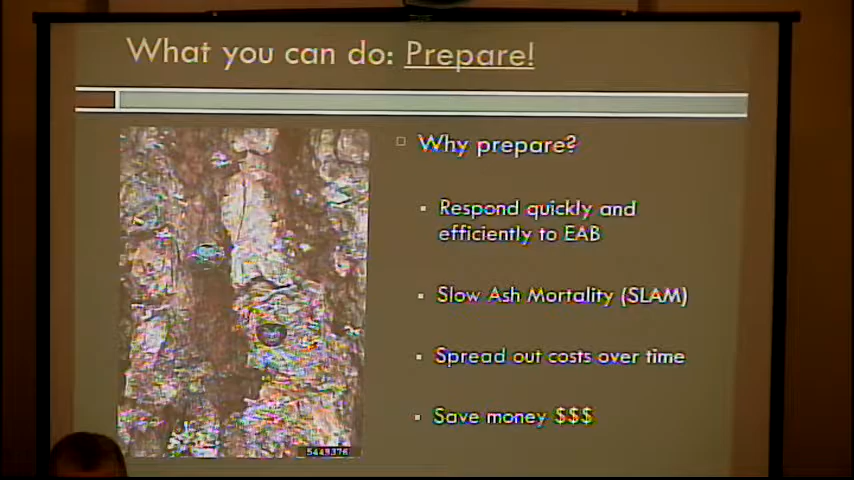 What you can do: Prepare!
Why prepare?
Respond quickly and
efficiently to EAB
Slow Ash Mortality (SLAM)
Spread out costs over time
Save money $$$
5449376